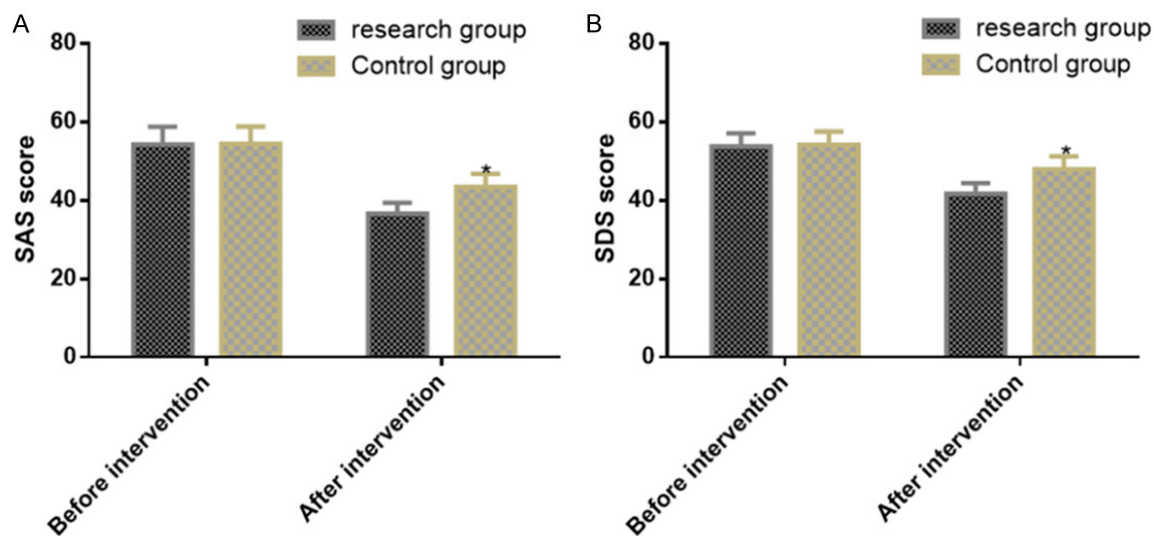 A
research group
Control group
SAS score
80
60
40
20
0
*
Before intervention
After intervention
B
research group
Control group
SDS score
80
60
40
20
0
*
Before intervention
After intervention